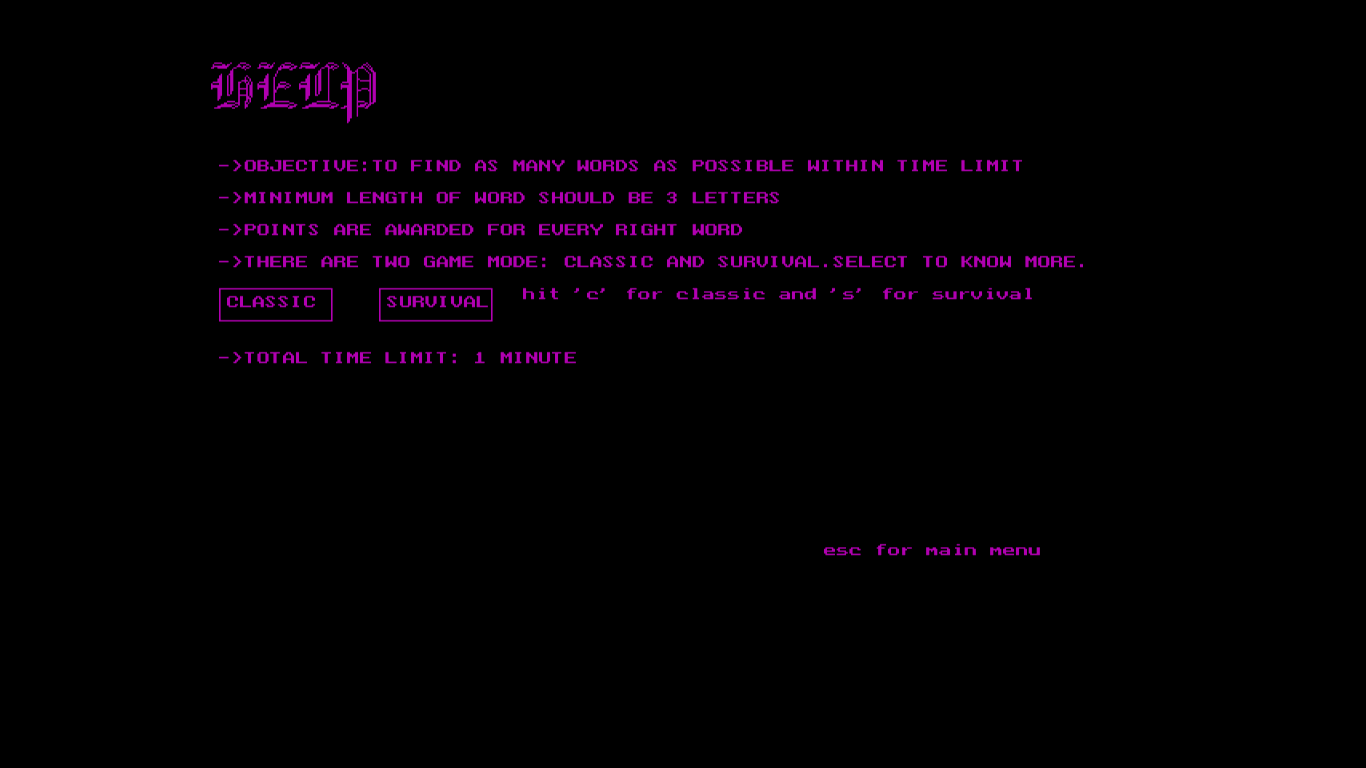 HELP
->OBJECTIVE:TO FIND AS MANY WORDS AS POSSIBLE WITHIN TIME LIMIT
->MINIMUM LENGTH OF WORD SHOULD BE 3 LETTERS
->POINTS ARE AWARDED FOR EVERY RIGHT WORD
->THERE ARE TWO GAME MODE: CLASSIC AND SURVIVAL.SELECT TO KNOW MORE.
CLASSIC SURVIVAL hit 'c' for classic and 's' for survival
->TOTAL TIME LIMIT: 1 MINUTE
esc for main menu